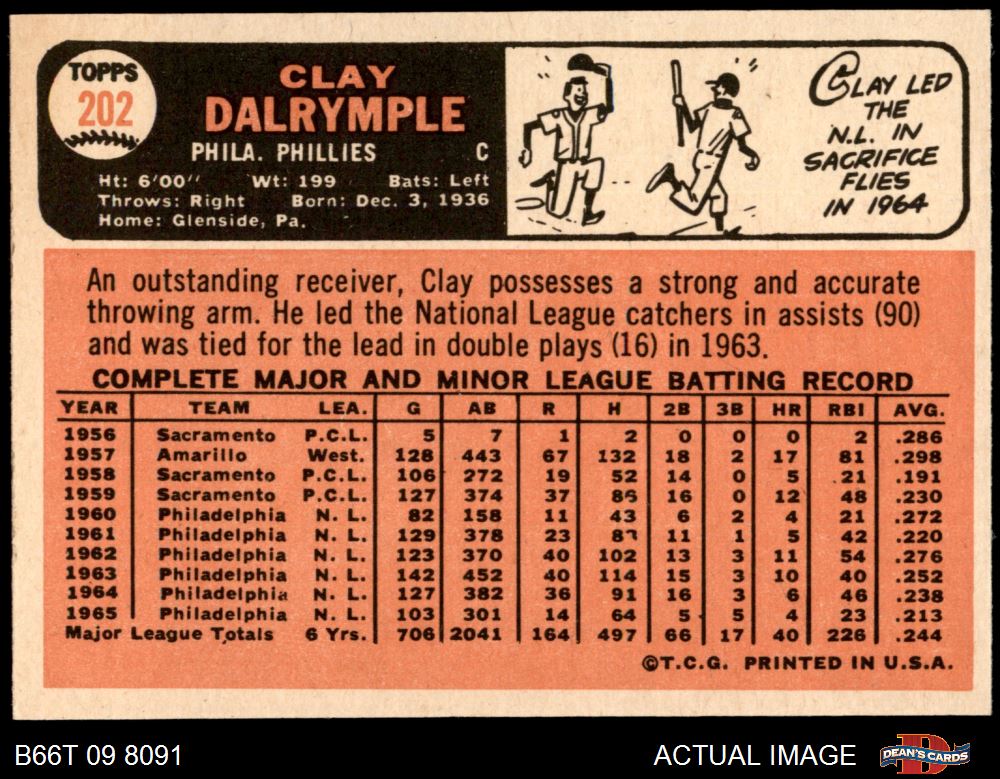 TOPPS
202
CLAY
DALRYMPLE
PHILA. PHILLIES C
Ht: 6'00" Wt: 199 Bats: Left
Throws: Right Born: Dec. 3, 1936
Home: Glenside, Pa.
CLAY LED
THE
N.L. IN
SACRIFICE
FLIES
IN 1964
An outstanding receiver, Clay possesses a strong and accurate
throwing arm. He led the National League catchers in assists (90)
and was tied for the lead in double plays (16) in 1963.
COMPLETE MAJOR AND MINOR LEAGUE BATTING RECORD
YEAR TEAM LEA. G AB R H 2B 3B HR RBI AVG.
1956 Sacramento P.C.L. 5 7 1 2 0 0 0 2 .286
1957 Amarillo West. 128 443 67 132 18 2 17 81 .298
1958 Sacramento P.C.L. 106 272 19 52 14 0 5 21 .191
1959 Sacramento P.C.L. 127 374 37 86 16 0 12 48 .230
1960 Philadelphia N. L. 82 158 11 43 6 2 4 21 .272
1961 Philadelphia N. L. 129 378 23 83 11 1 5 42 .220
1962 Philadelphia N. L. 123 370 40 102 13 3 11 54 .276
1963 Philadelphia N. L. 142 452 40 114 15 3 10 40 .252
1964 Philadelphia N. L. 127 382 36 91 16 3 6 46 .238
1965 Philadelphia N. L. 103 301 14 64 5 5 4 23 .213
Major League Totals 6 Yrs. 706 2041 164 497 66 17 40 226 .244
©T.C.G. PRINTED IN U.S.A.
B66T 09 8091 ACTUAL IMAGE DEAN'S CARDS